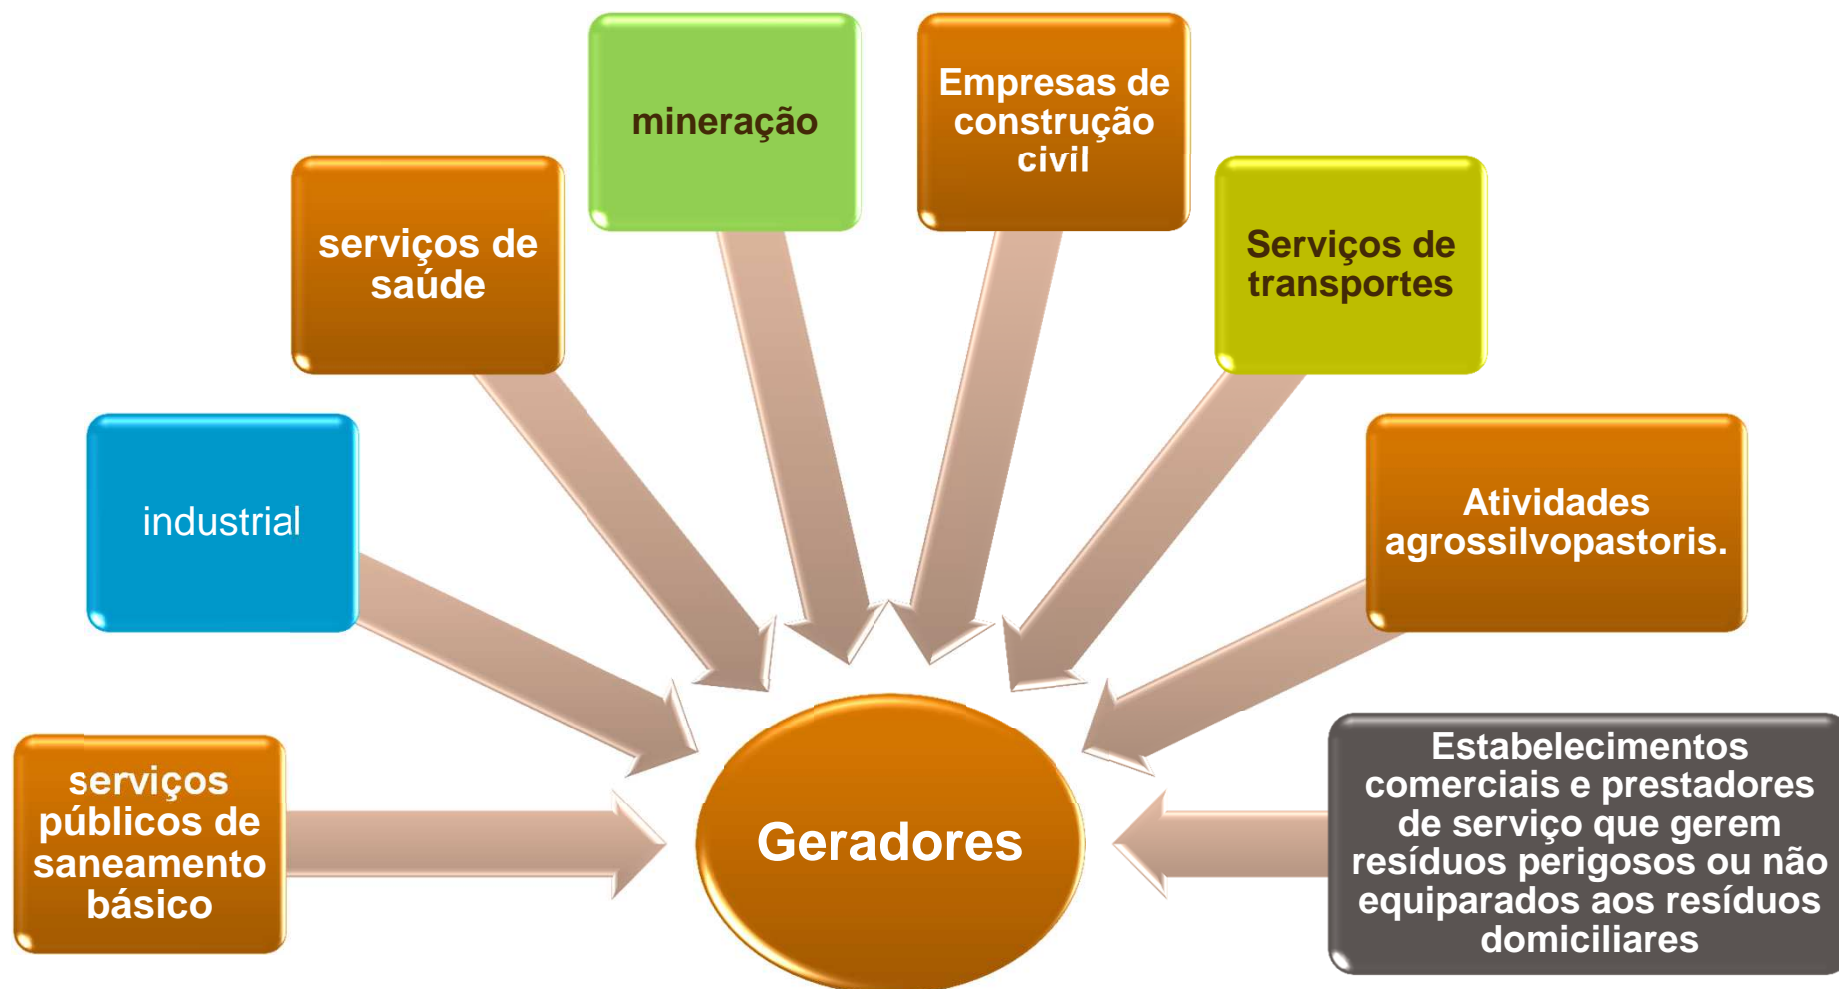 mineração
Empresas de
construção
civil
serviços de
saúde
Serviços de
transportes
industrial
Atividades
agrossilvopastoris.
serviços
públicos de
saneamento
básico
Geradores
Estabelecimentos
comerciais e prestadores
de serviço que gerem
resíduos perigosos ou não
equiparados aos resíduos
domiciliares